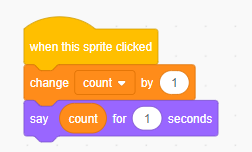 when this sprite clicked
change count by 1
say count for 1 seconds